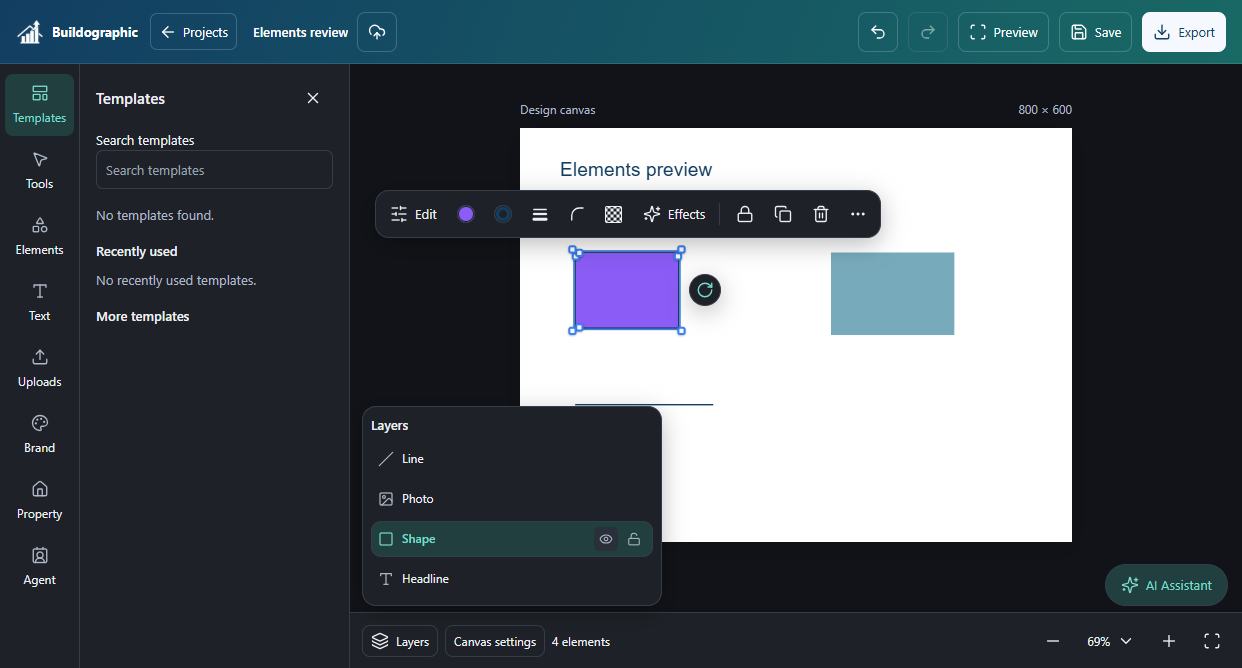 Buildographic
Projects
Elements review
Preview
Save
Export
Templates
Tools
Elements
Text
Uploads
Brand
Property
Agent
Templates
Search templates
Search templates
No templates found.
Recently used
No recently used templates.
More templates
Design canvas
800 × 600
Elements preview
Edit
Effects
Layers
Line
Photo
Shape
Headline
AI Assistant
Layers
Canvas settings
4 elements
69%